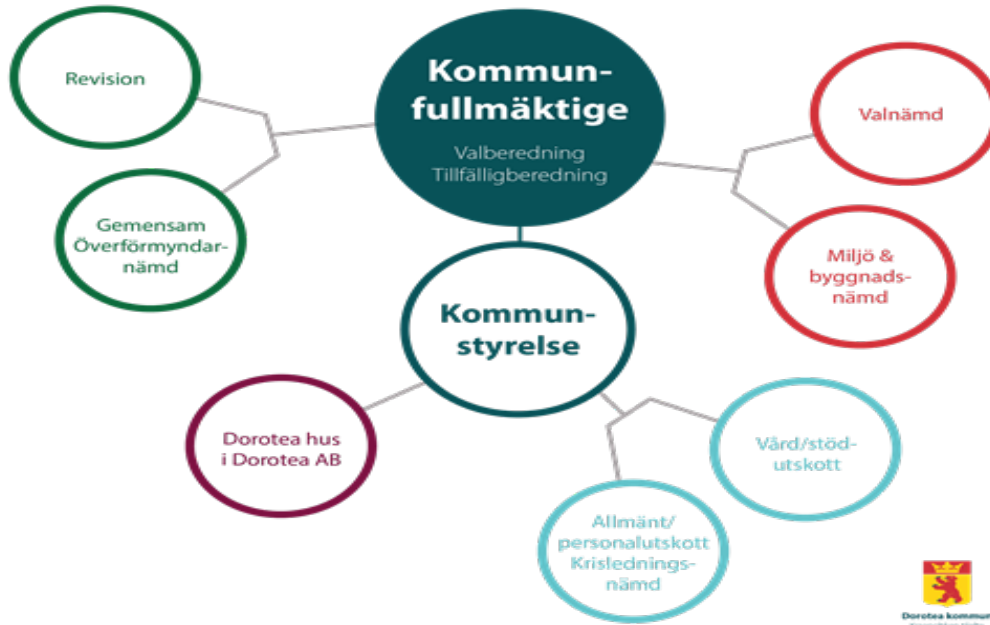 Kommun-
fullmäktige
Valberedning
Tillfälligberedning
Revision
Gemensam
Överförmyndar-
nämd
Valnämd
Miljö &
byggnads-
nämd
Kommun-
styrelse
Dorotea hus
i Dorotea AB
Vård/stöd-
utskott
Allmänt/
personalutskott
Krislednings-
nämd
Dorotea kommun